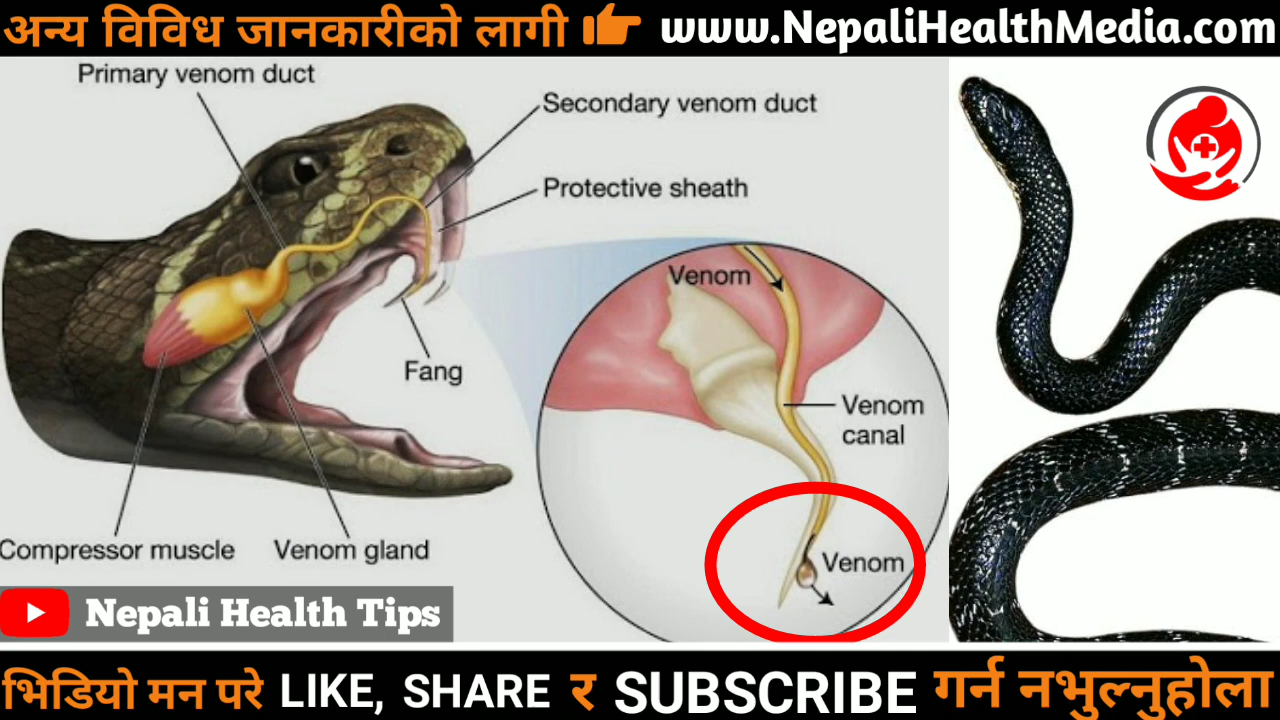 अन्य विविध जानकारीको लागी www.NepaliHealthMedia.com
Primary venom duct
Secondary venom duct
Protective sheath
Venom
Fang
Venom
canal
Compressor muscle
Venom gland
Venom
Nepali Health Tips
भिडियो मन परे LIKE, SHARE र SUBSCRIBE गर्न नभुल्नुहोला